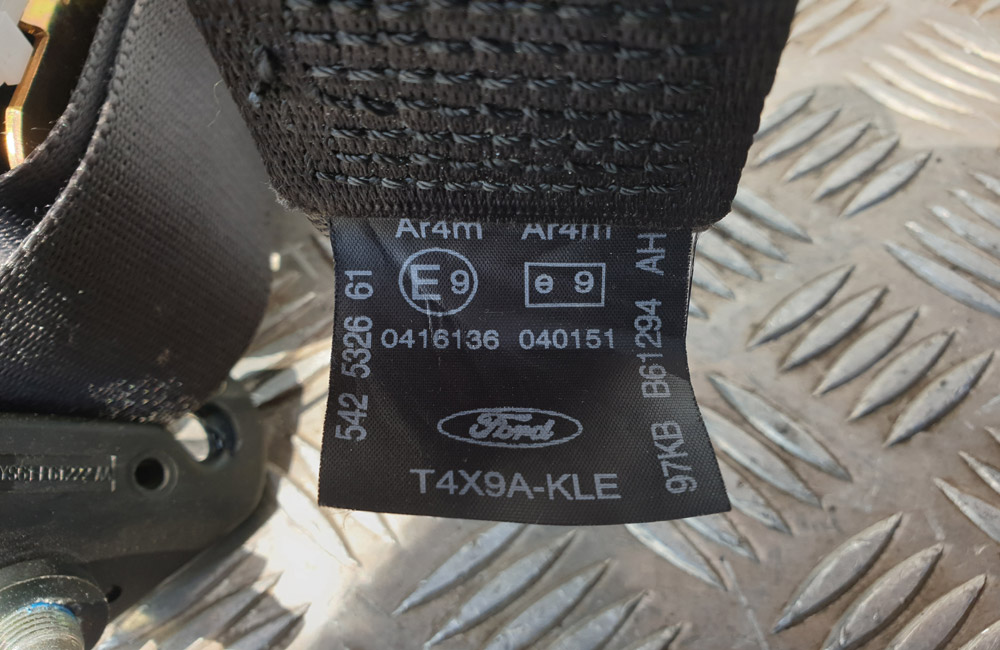 Ar4m Ar4m
E 9 e 9
0416136 040151
Ford
T4X9A-KLE
542 5326 61
97KB B61294 AH